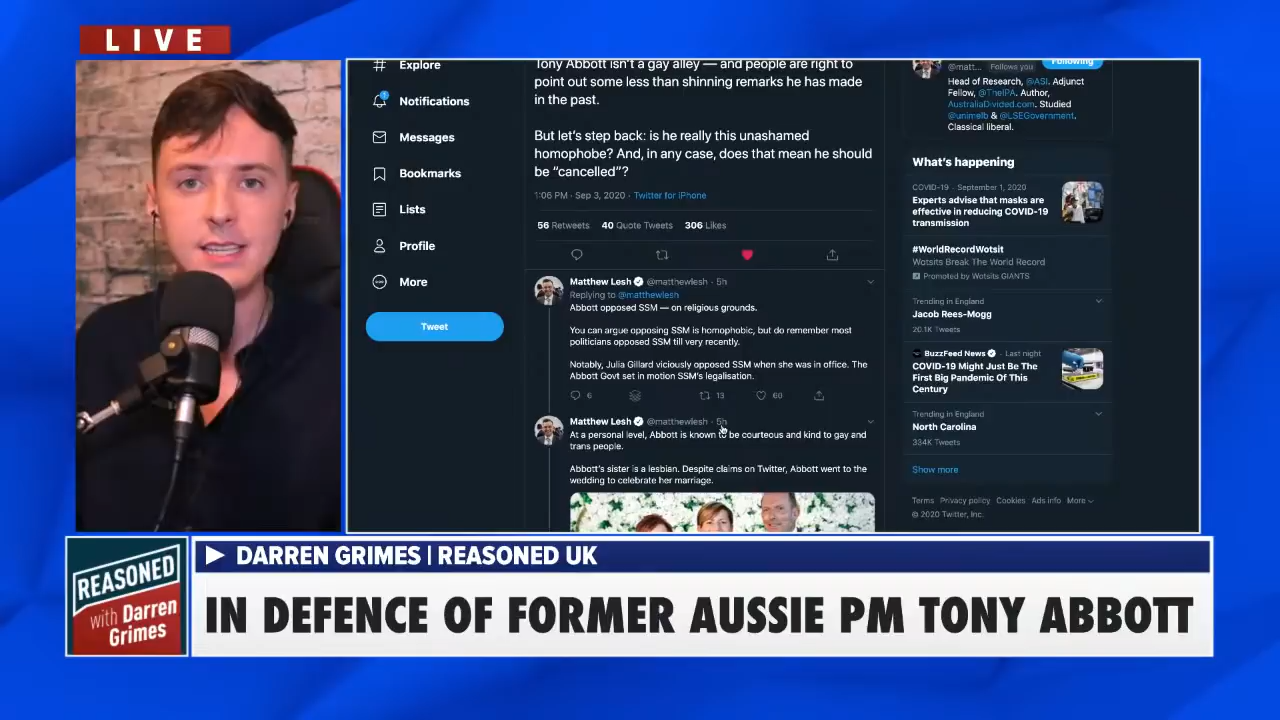 LIVE
Explore
Notifications
Messages
Bookmarks
Lists
Profile
More
Tweet
Tony Abbott isn't a gay alley — and people are right to
point out some less than shinning remarks he has made
in the past.
But let's step back: is he really this unashamed
homophobe? And, in any case, does that mean he should
be "cancelled"?
1:06 PM · Sep 3, 2020 · Twitter for iPhone
56 Retweets 40 Quote Tweets 306 Likes
Matthew Lesh @matthewlesh · 5h
Replying to @matthewlesh
Abbott opposed SSM — on religious grounds.
You can argue opposing SSM is homophobic, but do remember most
politicians opposed SSM till very recently.
Notably, Julia Gillard viciously opposed SSM when she was in office. The
Abbott Govt set in motion SSM's legalisation.
6 13 60
Matthew Lesh @matthewlesh · 5h
At a personal level, Abbott is known to be courteous and kind to gay and
trans people.
Abbott's sister is a lesbian. Despite claims on Twitter, Abbott went to the
wedding to celebrate her marriage.
@matt... Follows you Following
Head of Research, @ASI. Adjunct
Fellow, @TheIPA. Author,
AustraliaDivided.com. Studied
@unimelb & @LSEGovernment.
Classical liberal.
What's happening
COVID-19 · September 1, 2020
Experts advise that masks are
effective in reducing COVID-19
transmission
#WorldRecordWotsit
Wotsits Break The World Record
Promoted by Wotsits GIANTS
Trending in England
Jacob Rees-Mogg
20.1K Tweets
BuzzFeed News · Last night
COVID-19 Might Just Be The
First Big Pandemic Of This
Century
Trending in England
North Carolina
334K Tweets
Show more
Terms Privacy policy Cookies Ads info More
© 2020 Twitter, Inc.
REASONED
with Darren
Grimes
DARREN GRIMES | REASONED UK
IN DEFENCE OF FORMER AUSSIE PM TONY ABBOTT